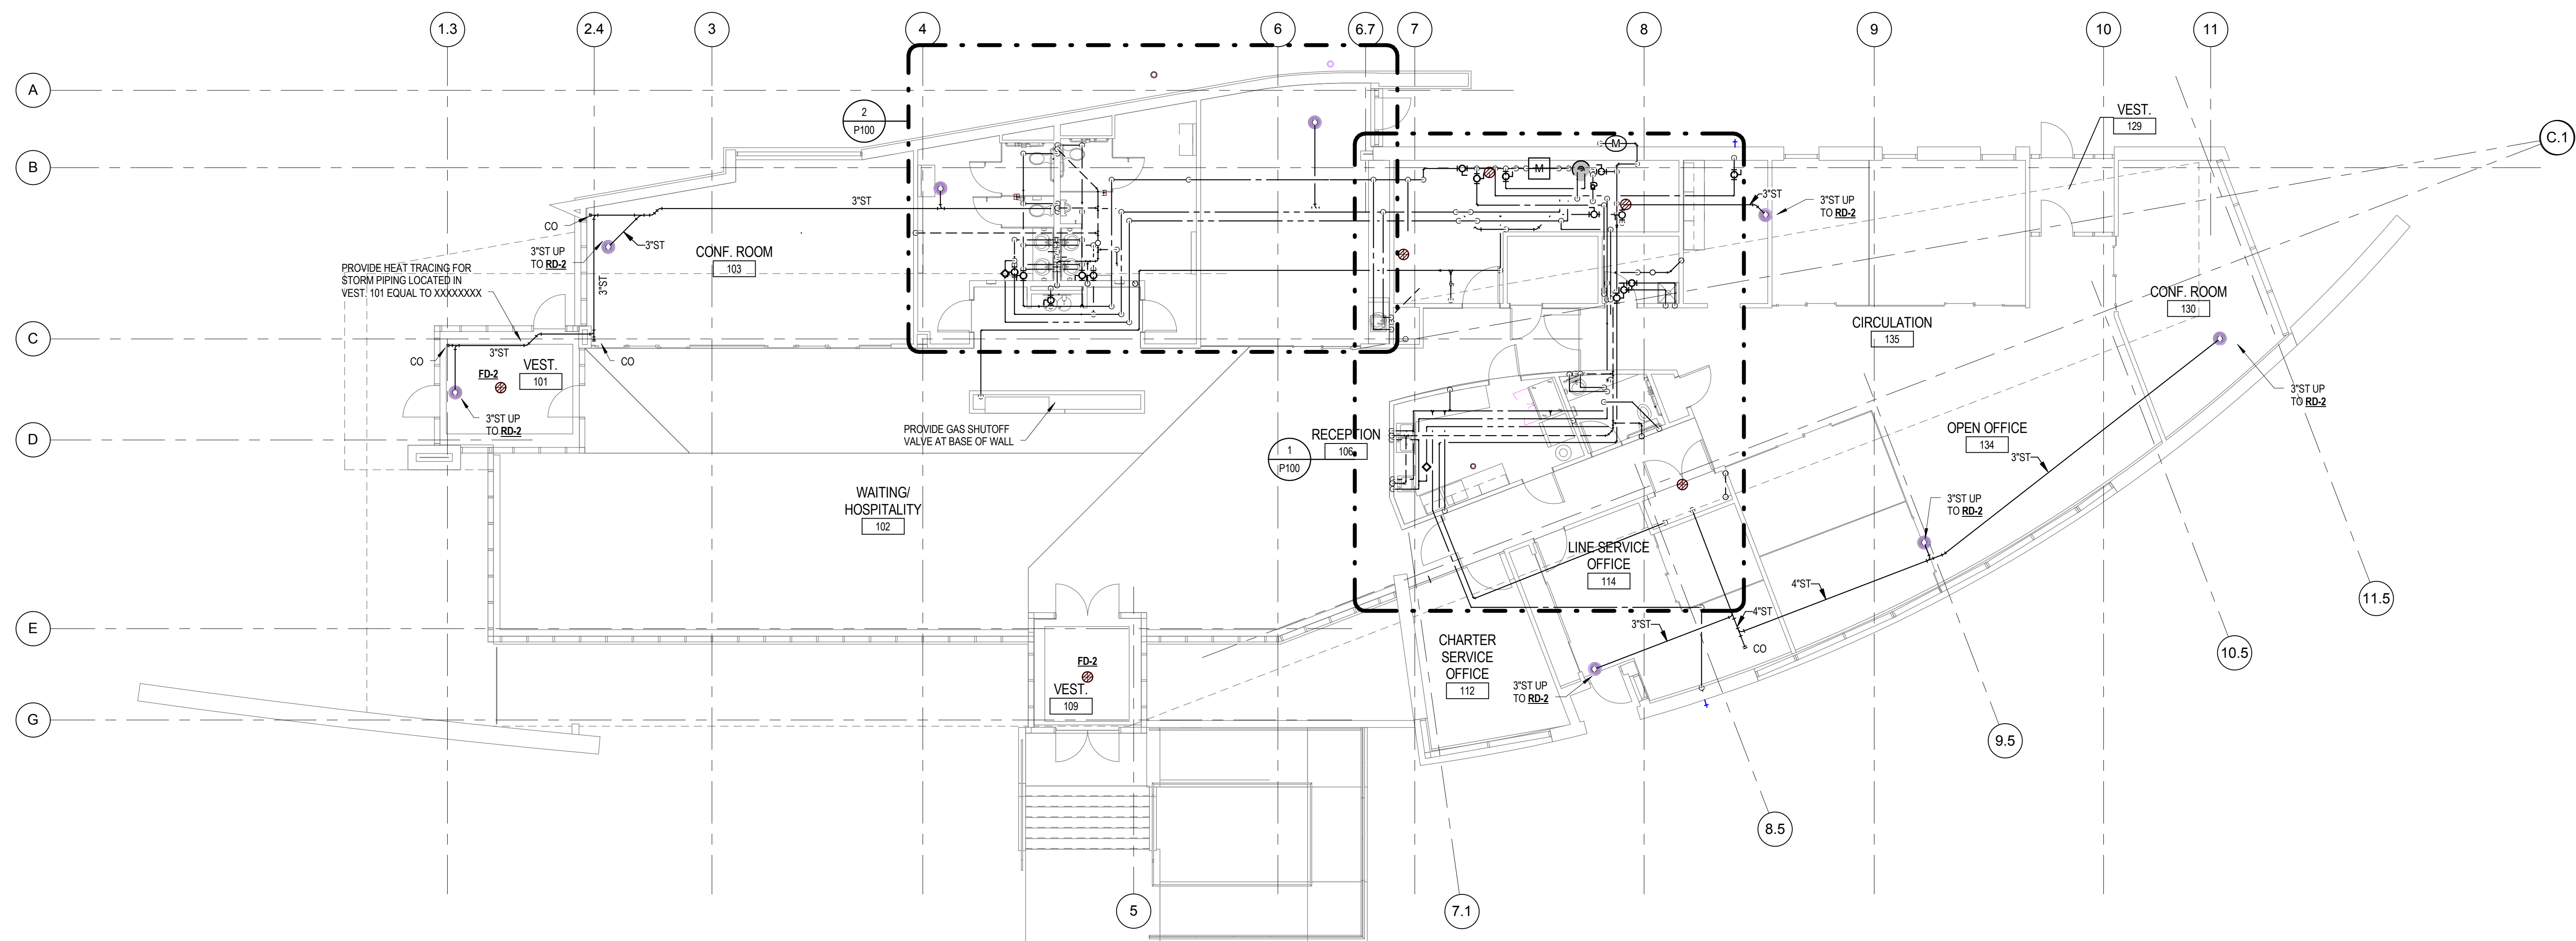 1.3
2.4
3
4
6
6.7
7
8
9
10
11
A
B
C
D
E
G
C.1
11.5
10.5
9.5
8.5
7.1
5
2
P100
M
M
VEST.
129
3"ST
3"ST
3"ST UP
TO RD-2
CO
3"ST
3"ST UP
TO RD-2
CONF. ROOM
103
3"ST
PROVIDE HEAT TRACING FOR
STORM PIPING LOCATED IN
VEST. 101 EQUAL TO XXXXXXXX
CONF. ROOM
130
CIRCULATION
135
CO
3"ST
CO
FD-2
VEST.
101
3"ST UP
TO RD-2
3"ST UP
TO RD-2
PROVIDE GAS SHUTOFF
VALVE AT BASE OF WALL
RECEPTION
106
1
P100
OPEN OFFICE
134
3"ST
WAITING/
HOSPITALITY
102
3"ST UP
TO RD-2
LINE SERVICE
OFFICE
114
4"ST
4"ST
3"ST
CO
CHARTER
SERVICE
OFFICE
112
3"ST UP
TO RD-2
FD-2
VEST.
109